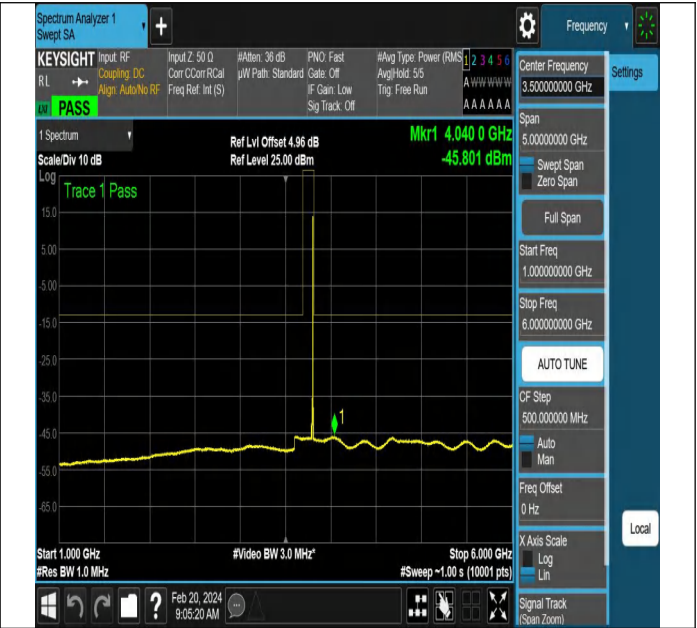 Spectrum Analyzer 1
Swept SA
+
Frequency
KEYSIGHT
RL
PASS
Input: RF
Coupling: DC
Align: Auto/No RF
Input Z: 50 Ω
Corr CCorr RCal
Freq Ref: Int (S)
#Atten: 36 dB
µW Path: Standard
PNO: Fast
Gate: Off
IF Gain: Low
Sig Track: Off
#Avg Type: Power (RMS
Avg|Hold: 5/5
Trig: Free Run
1 2 3 4 5 6
A W W W W W
A A A A A A
Center Frequency
3.500000000 GHz
Settings
Span
5.00000000 GHz
Swept Span
Zero Span
Full Span
Start Freq
1.000000000 GHz
Stop Freq
6.000000000 GHz
AUTO TUNE
CF Step
500.000000 MHz
Auto
Man
Freq Offset
0 Hz
X Axis Scale
Log
Lin
Signal Track
(Span Zoom)
Local
1 Spectrum
Scale/Div 10 dB
Ref Lvl Offset 4.96 dB
Ref Level 25.00 dBm
Mkr1 4.040 0 GHz
-45.801 dBm
Log
Trace 1 Pass
15.0
5.00
-5.00
-15.0
-25.0
-35.0
-45.0
-55.0
-65.0
1
Start 1.000 GHz
#Video BW 3.0 MHz*
Stop 6.000 GHz
#Res BW 1.0 MHz
#Sweep ~1.00 s (10001 pts)
?
Feb 20, 2024
9:05:20 AM